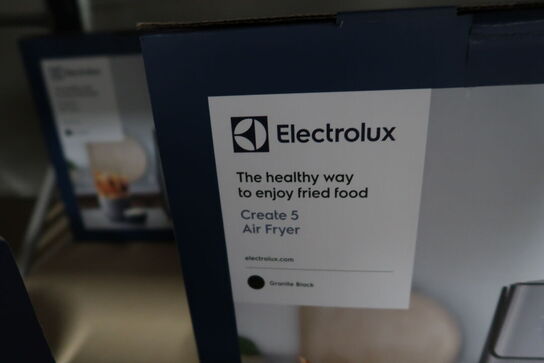 Electrolux
The healthy way
to enjoy fried food
Create 5
Air Fryer
electrolux.com
Granite Black